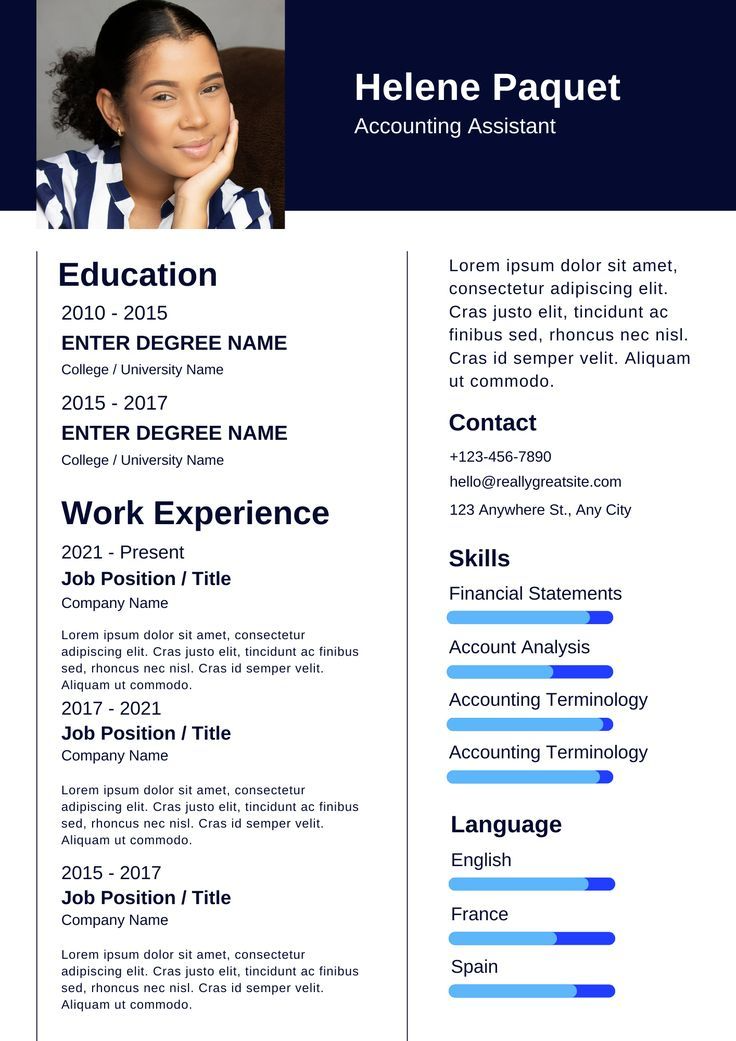 Helene Paquet
Accounting Assistant
Education
2010 - 2015
ENTER DEGREE NAME
College / University Name
2015 - 2017
ENTER DEGREE NAME
College / University Name
Work Experience
2021 - Present
Job Position / Title
Company Name
Lorem ipsum dolor sit amet, consectetur
adipiscing elit. Cras justo elit, tincidunt ac finibus
sed, rhoncus nec nisl. Cras id semper velit.
Aliquam ut commodo.
2017 - 2021
Job Position / Title
Company Name
Lorem ipsum dolor sit amet, consectetur
adipiscing elit. Cras justo elit, tincidunt ac finibus
sed, rhoncus nec nisl. Cras id semper velit.
Aliquam ut commodo.
2015 - 2017
Job Position / Title
Company Name
Lorem ipsum dolor sit amet, consectetur
adipiscing elit. Cras justo elit, tincidunt ac finibus
sed, rhoncus nec nisl. Cras id semper velit.
Aliquam ut commodo.
Lorem ipsum dolor sit amet,
consectetur adipiscing elit.
Cras justo elit, tincidunt ac
finibus sed, rhoncus nec nisl.
Cras id semper velit. Aliquam
ut commodo.
Contact
+123-456-7890
hello@reallygreatsite.com
123 Anywhere St., Any City
Skills
Financial Statements
Account Analysis
Accounting Terminology
Accounting Terminology
Language
English
France
Spain